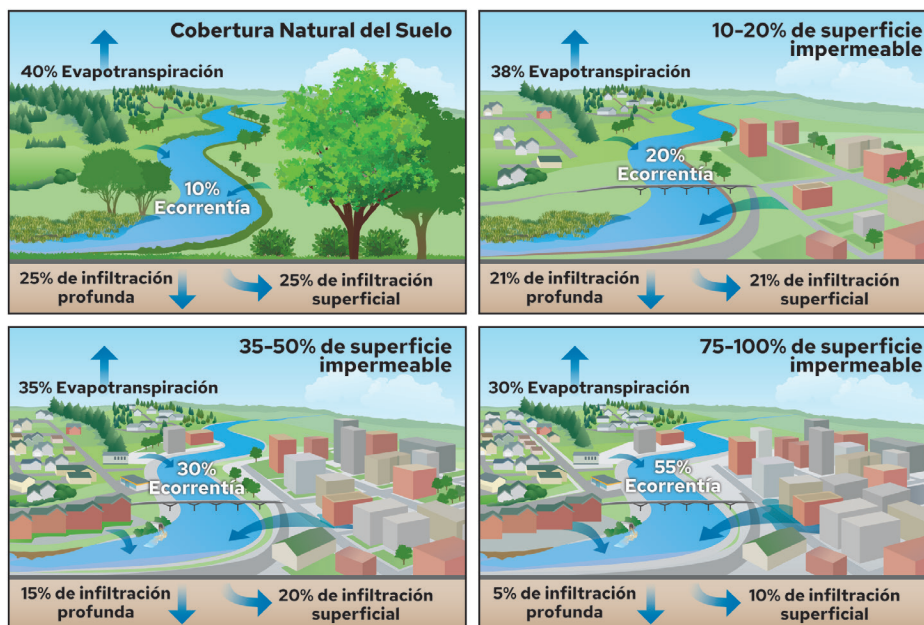 Cobertura Natural del Suelo
40% Evapotranspiración
10%
Ecorrentía
25% de infiltración
profunda
25% de infiltración
superficial
10-20% de superficie
impermeable
38% Evapotranspiración
20%
Ecorrentía
21% de infiltración
profunda
21% de infiltración
superficial
35-50% de superficie
impermeable
35% Evapotranspiración
30%
Ecorrentía
15% de infiltración
profunda
20% de infiltración
superficial
75-100% de superficie
impermeable
30% Evapotranspiración
55%
Ecorrentía
5% de infiltración
profunda
10% de infiltración
superficial